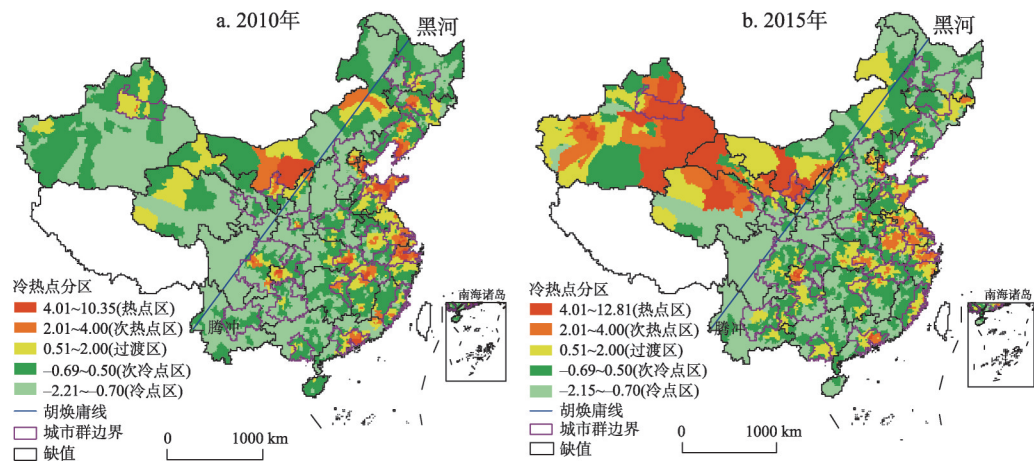 a. 2010年
黑河
腾冲
冷热点分区
4.01~10.35(热点区)
2.01~4.00(次热点区)
0.51~2.00(过渡区)
–0.69~0.50(次冷点区)
–2.21~–0.70(冷点区)
胡焕庸线
城市群边界
缺值
0 1000 km
南海诸岛
b. 2015年
黑河
腾冲
冷热点分区
4.01~12.81(热点区)
2.01~4.00(次热点区)
0.51~2.00(过渡区)
–0.69~0.50(次冷点区)
–2.15~–0.70(冷点区)
胡焕庸线
城市群边界
缺值
0 1000 km
南海诸岛